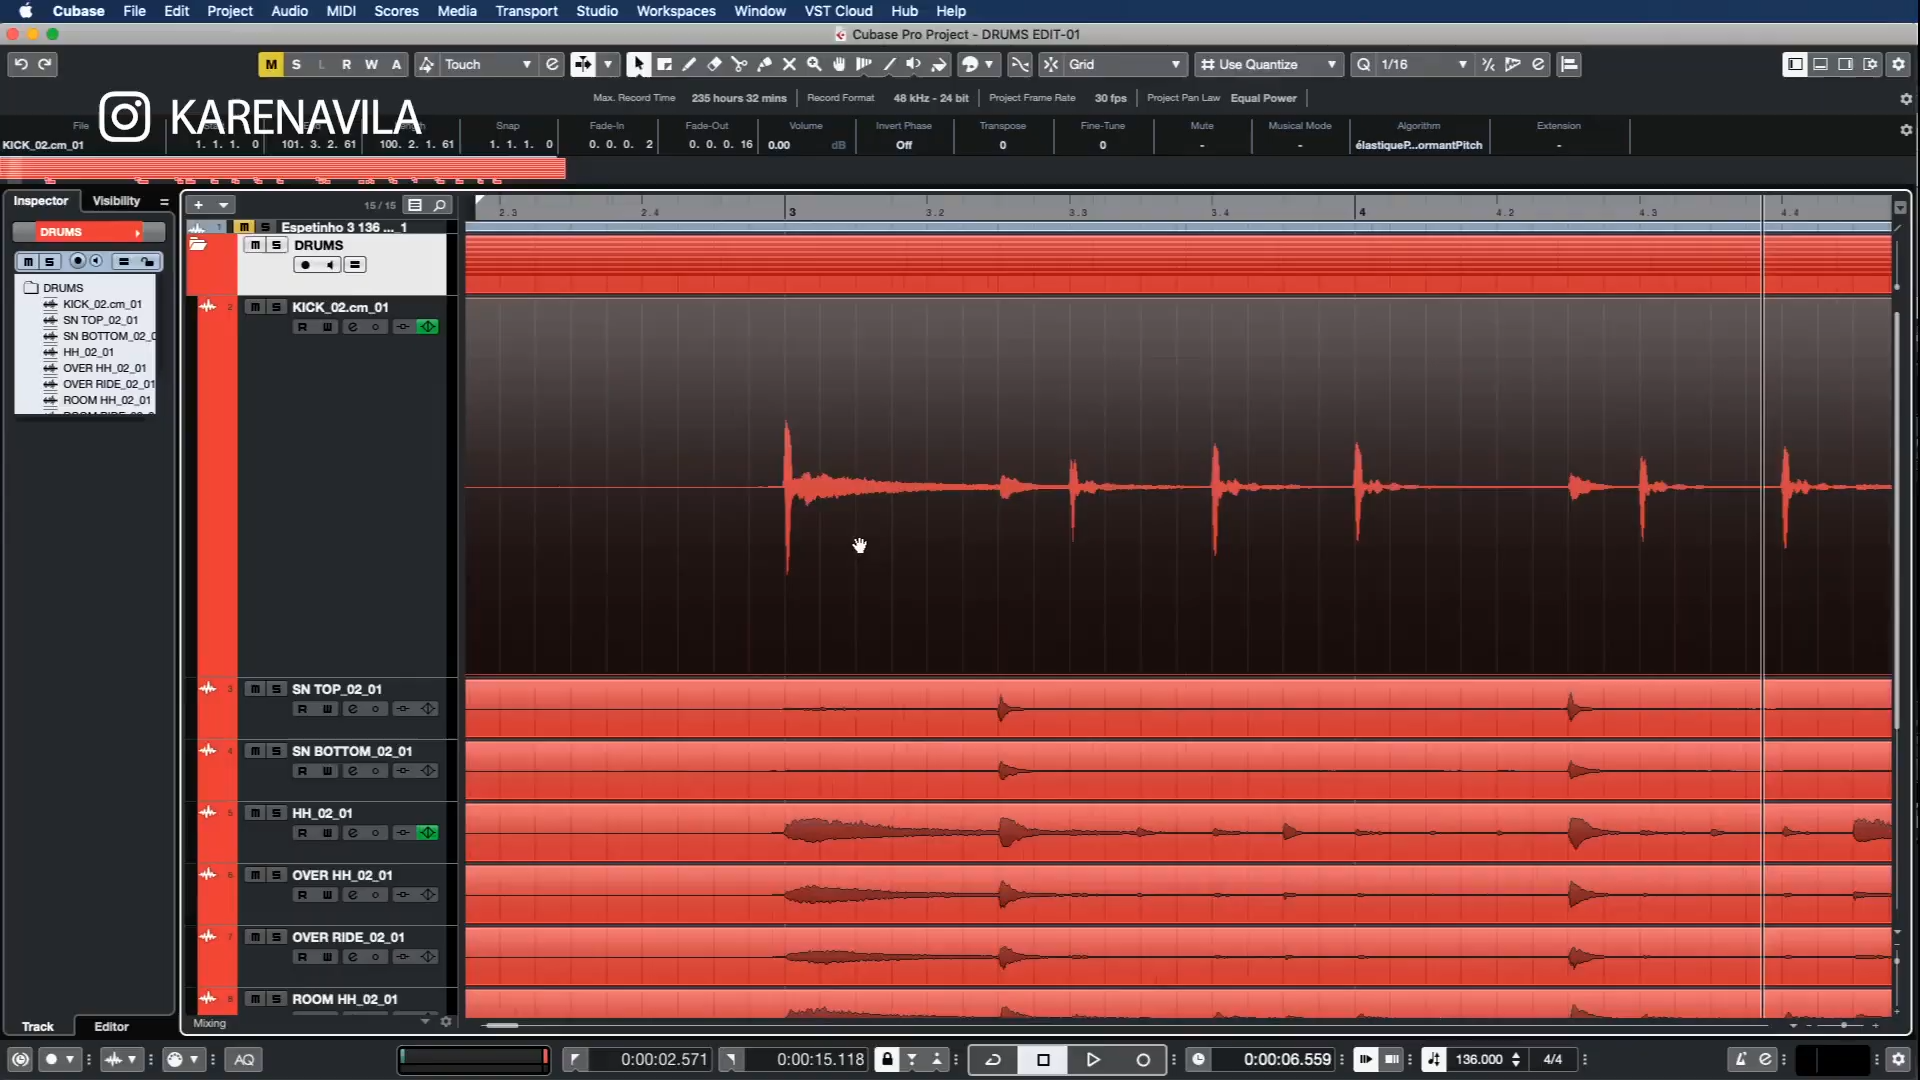 Cubase File Edit Project Audio MIDI Scores Media Transport Studio Workspaces Window VST Cloud Hub Help
Cubase Pro Project - DRUMS EDIT-01
M S L R W A Touch Grid Use Quantize Q 1/16
KARENAVILA
Max. Record Time 235 hours 32 mins Record Format 48 kHz - 24 bit Project Frame Rate 30 fps Project Pan Law Equal Power
File Length Snap Fade-In Fade-Out Volume Invert Phase Transpose Fine-Tune Mute Musical Mode Algorithm Extension
KICK_02.cm_01 1. 1. 1. 0 101. 3. 2. 61 100. 2. 1. 61 1. 1. 1. 0 0. 0. 0. 2 0. 0. 0. 16 0.00 dB Off 0 0 - - élastiqueP...ormantPitch -
Inspector Visibility 15 / 15
2.3 2.4 3 3.2 3.3 3.4 4 4.2 4.3 4.4
DRUMS
m S
DRUMS
KICK_02.cm_01
SN TOP_02_01
SN BOTTOM_02_0
HH_02_01
OVER HH_02_01
OVER RIDE_02_01
ROOM HH_02_01
1 m S Espetinho 3 136 ..._1
m S DRUMS
2 m S KICK_02.cm_01
R W e
3 m S SN TOP_02_01
R W e
4 m S SN BOTTOM_02_01
R W e
5 m S HH_02_01
R W e
6 m S OVER HH_02_01
R W e
7 m S OVER RIDE_02_01
R W e
8 m S ROOM HH_02_01
Track Editor Mixing
AQ 0:00:02.571 0:00:15.118 0:00:06.559 136.000 4/4